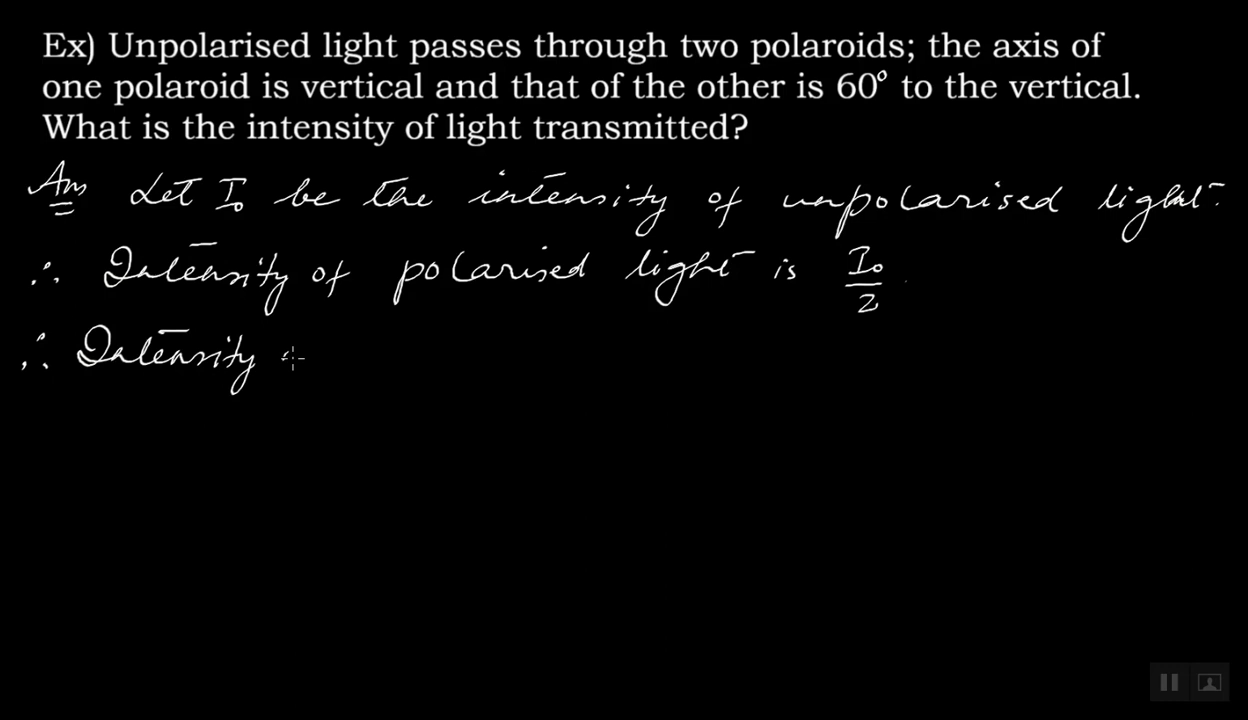 Ex) Unpolarised light passes through two polaroids; the axis of
one polaroid is vertical and that of the other is 60° to the vertical.
What is the intensity of light transmitted?
Ans Let I₀ be the intensity of unpolarised light.
∴ Intensity of polarised light is I₀/2
∴ Intensity